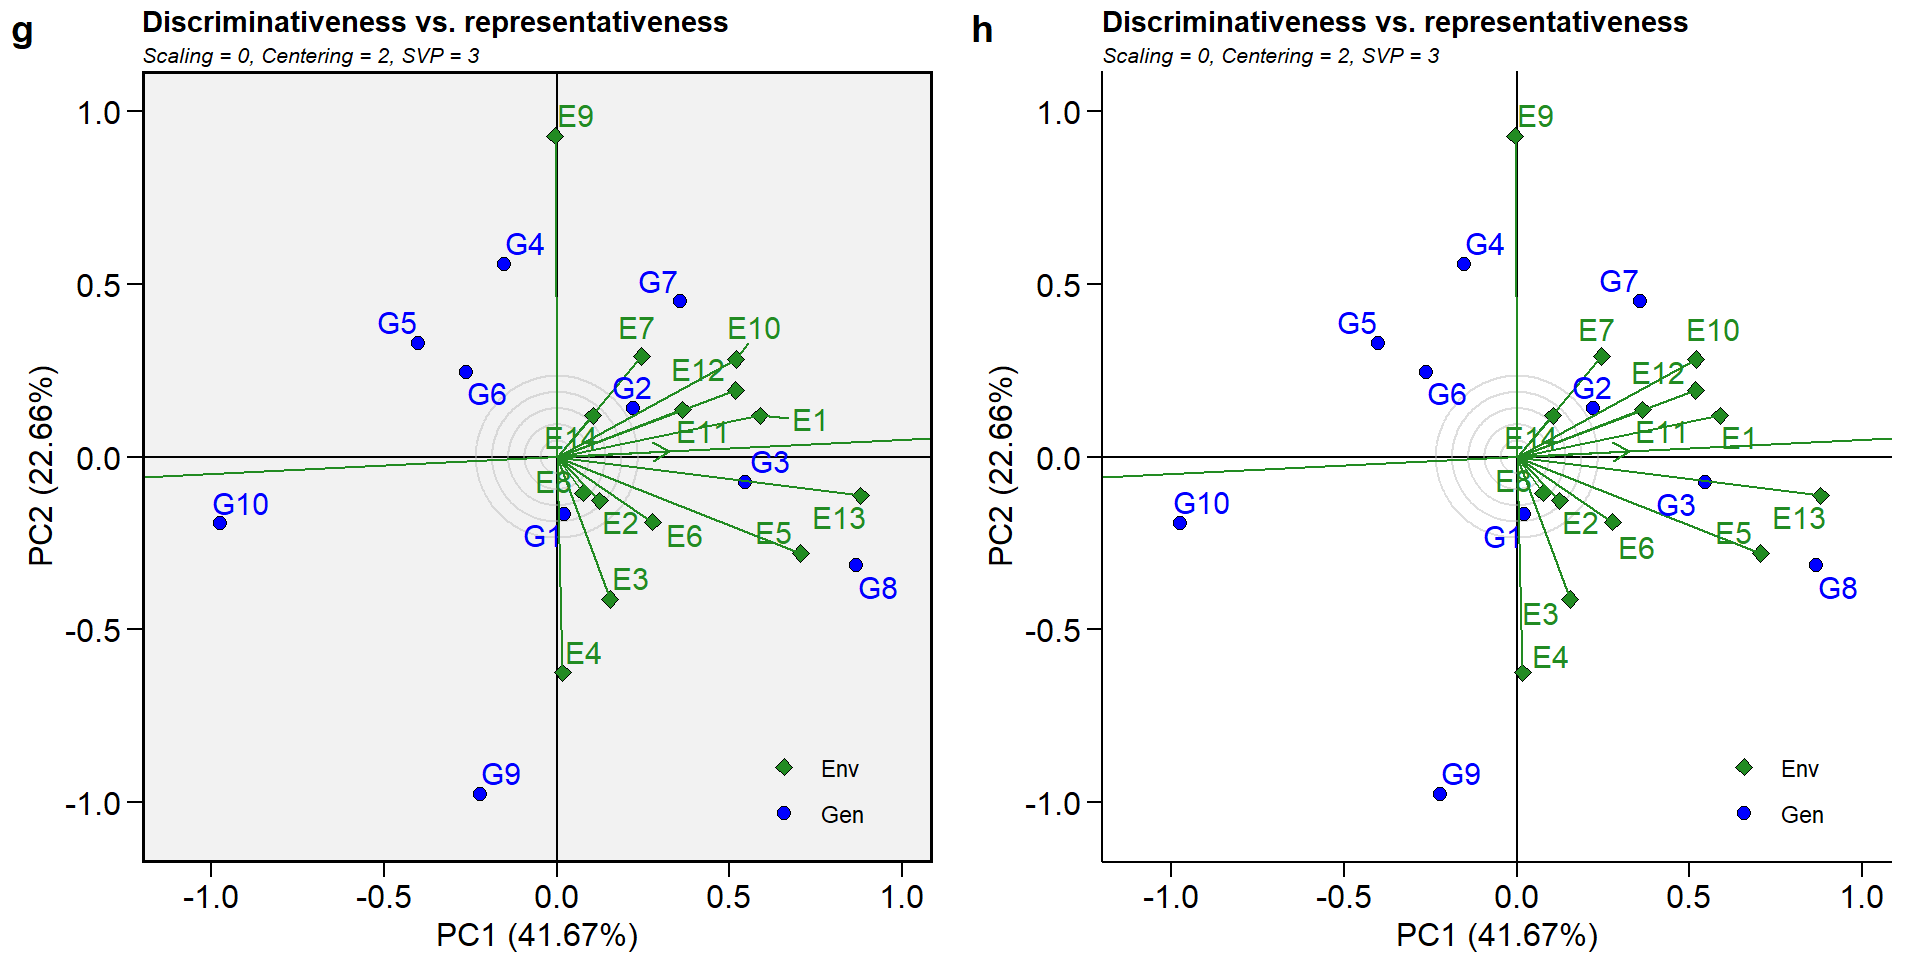 g
Discriminativeness vs. representativeness
Scaling = 0, Centering = 2, SVP = 3
1.0
0.5
0.0
-0.5
-1.0
PC2 (22.66%)
E9
G4
G7
G5
E7
E10
E12
G6
G2
E1
E14
E11
G3
E8
G10
E13
G1
E2
E6
E5
E3
G8
E4
G9
Env
Gen
-1.0
-0.5
0.0
0.5
1.0
PC1 (41.67%)
h
Discriminativeness vs. representativeness
Scaling = 0, Centering = 2, SVP = 3
1.0
0.5
0.0
-0.5
-1.0
PC2 (22.66%)
E9
G4
G7
G5
E7
E10
E12
G6
G2
E14
E11
E1
E8
G10
G3
E13
G1
E2
E5
E6
G8
E3
E4
G9
Env
Gen
-1.0
-0.5
0.0
0.5
1.0
PC1 (41.67%)